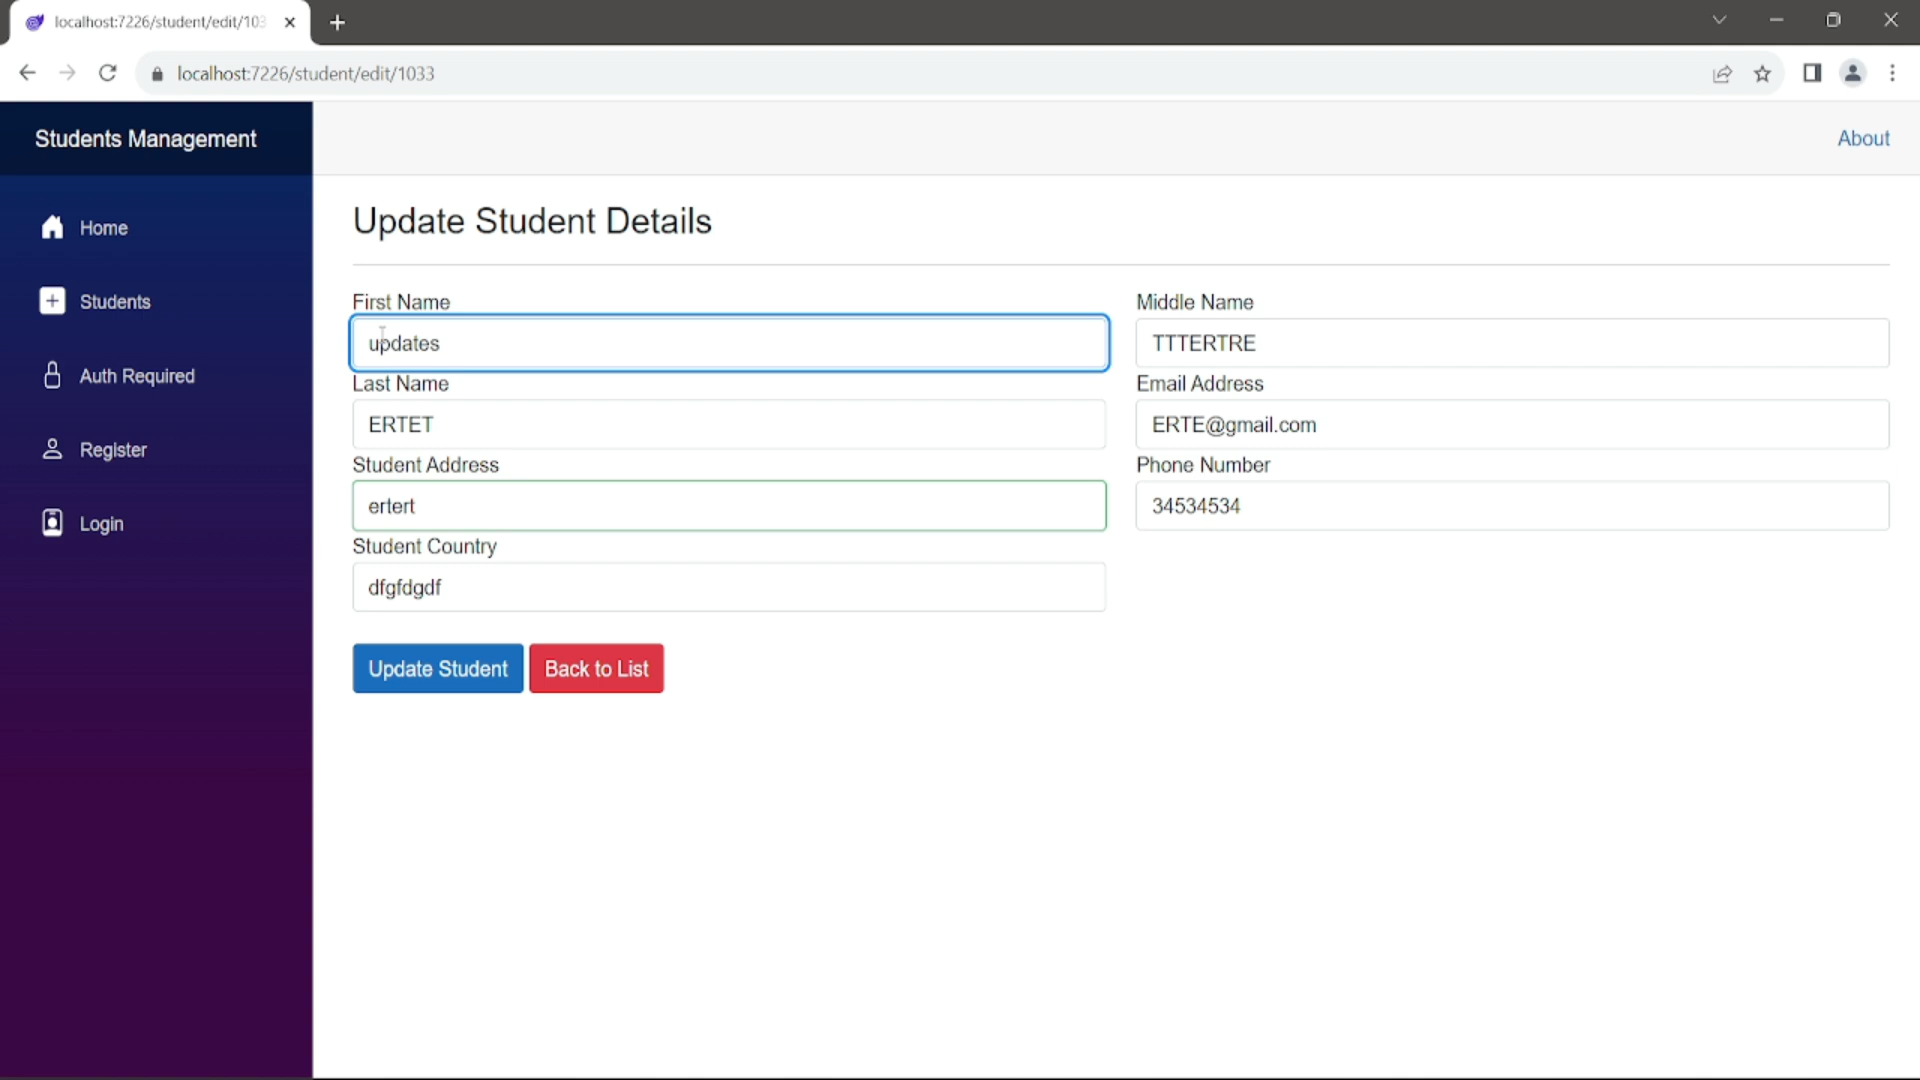 localhost:7226/student/edit/103
localhost:7226/student/edit/1033
Students Management
About
Home
Students
Auth Required
Register
Login
Update Student Details
First Name
Middle Name
updates
TTTERTRE
Last Name
Email Address
ERTET
ERTE@gmail.com
Student Address
Phone Number
ertert
34534534
Student Country
dfgfdgdf
Update Student
Back to List